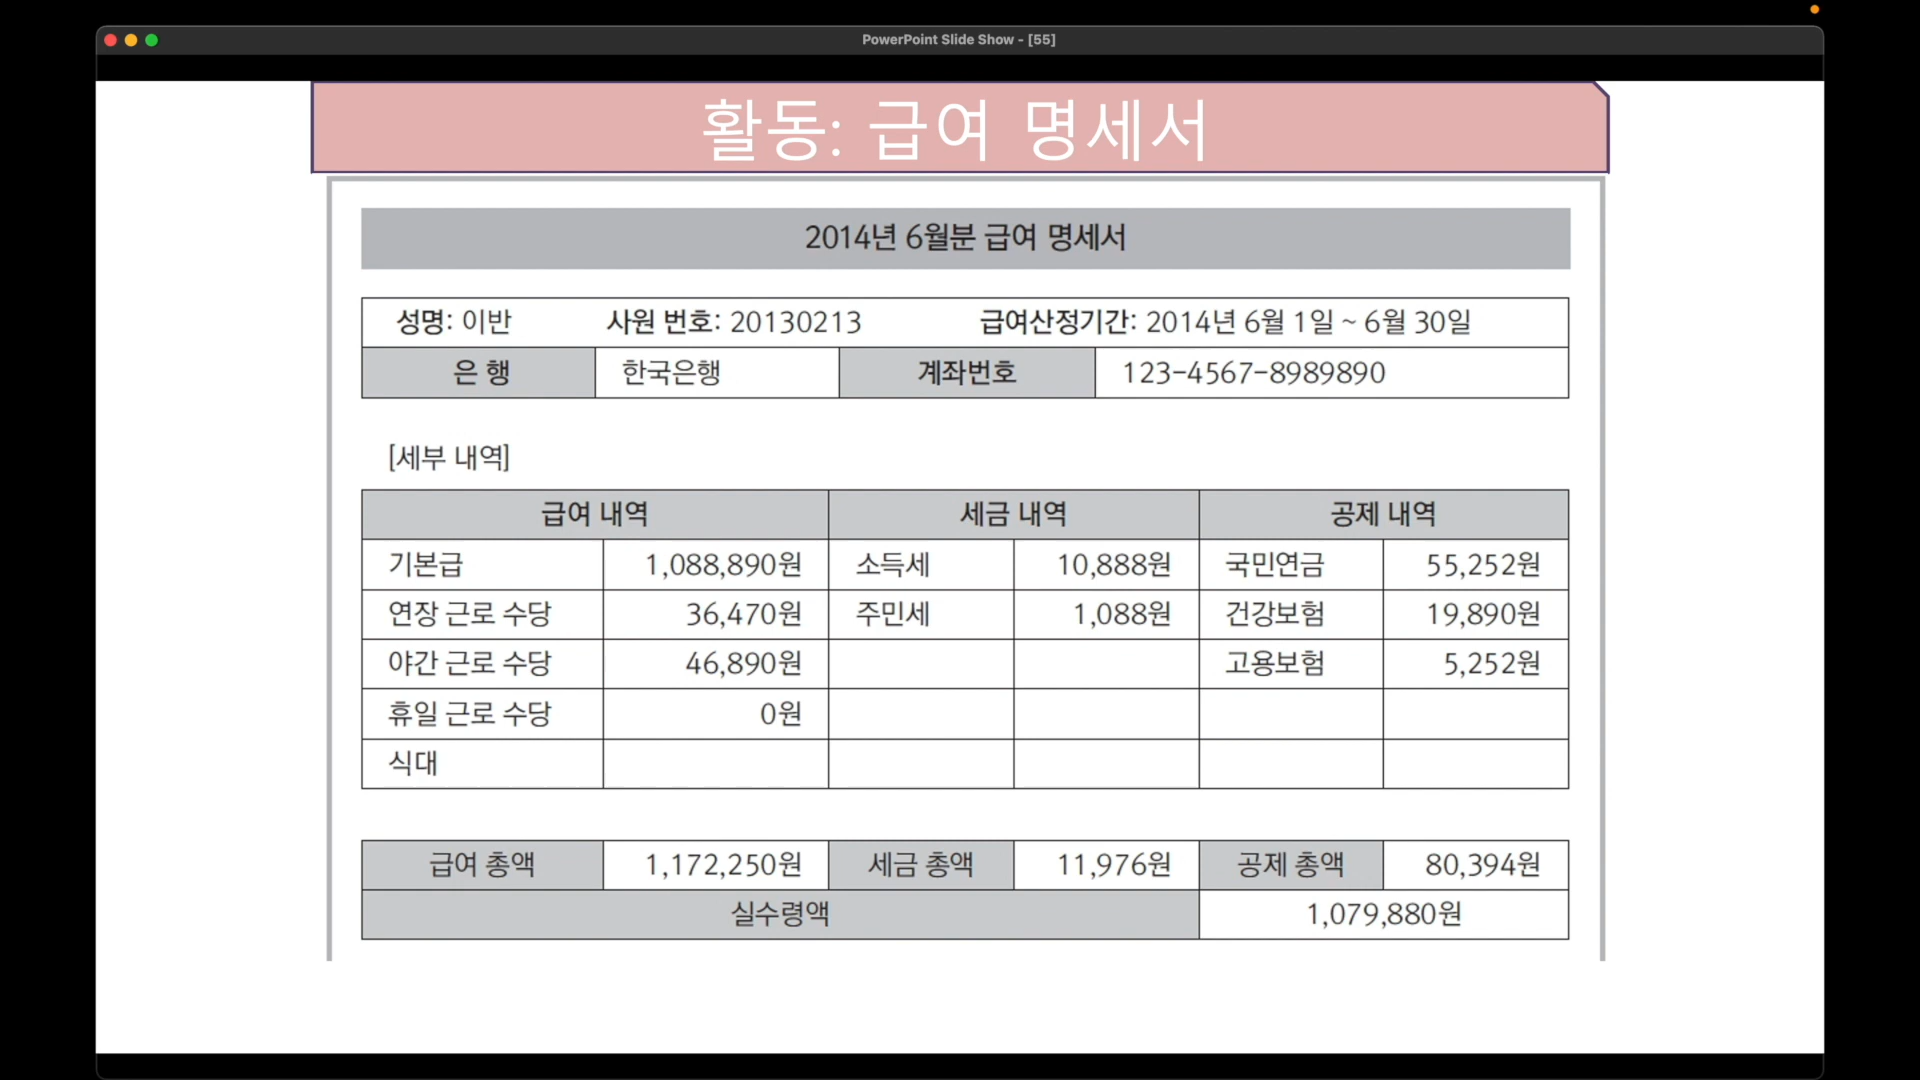 PowerPoint Slide Show - [55]
활동: 급여 명세서
2014년 6월분 급여 명세서
성명: 이반 사원 번호: 20130213 급여산정기간: 2014년 6월 1일 ~ 6월 30일
은 행 한국은행 계좌번호 123-4567-8989890
[세부 내역]
급여 내역 세금 내역 공제 내역
기본급 1,088,890원 소득세 10,888원 국민연금 55,252원
연장 근로 수당 36,470원 주민세 1,088원 건강보험 19,890원
야간 근로 수당 46,890원 고용보험 5,252원
휴일 근로 수당 0원
식대
급여 총액 1,172,250원 세금 총액 11,976원 공제 총액 80,394원
실수령액 1,079,880원